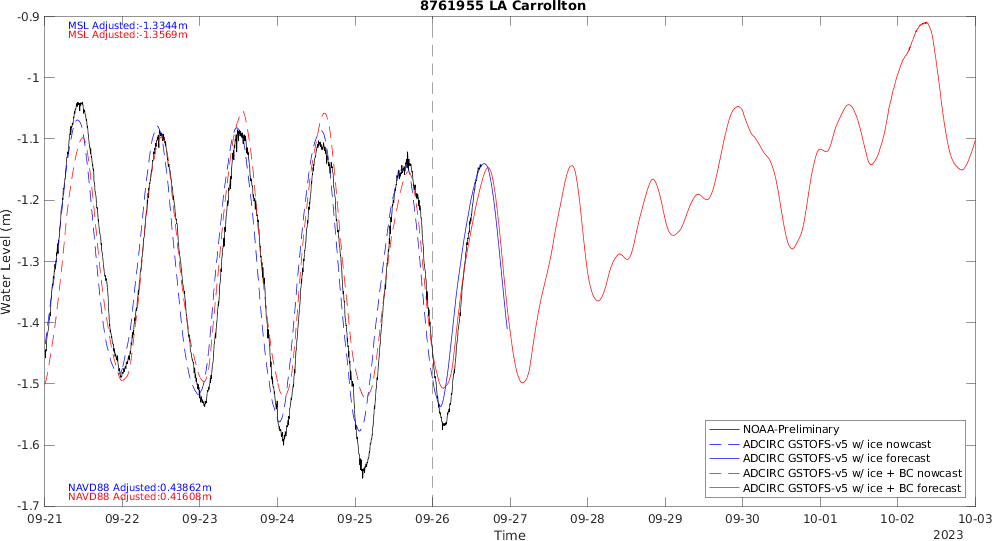 8761955 LA Carrollton
MSL Adjusted:-1.3344m
MSL Adjusted:-1.3569m
-0.9
-1
-1.1
-1.2
-1.3
-1.4
-1.5
-1.6
-1.7
Water Level (m)
NAVD88 Adjusted:0.43862m
NAVD88 Adjusted:0.41608m
NOAA-Preliminary
ADCIRC GSTOFS-v5 w/ ice nowcast
ADCIRC GSTOFS-v5 w/ ice forecast
ADCIRC GSTOFS-v5 w/ ice + BC nowcast
ADCIRC GSTOFS-v5 w/ ice + BC forecast
09-21 09-22 09-23 09-24 09-25 09-26 09-27 09-28 09-29 09-30 10-01 10-02 10-03
Time
2023